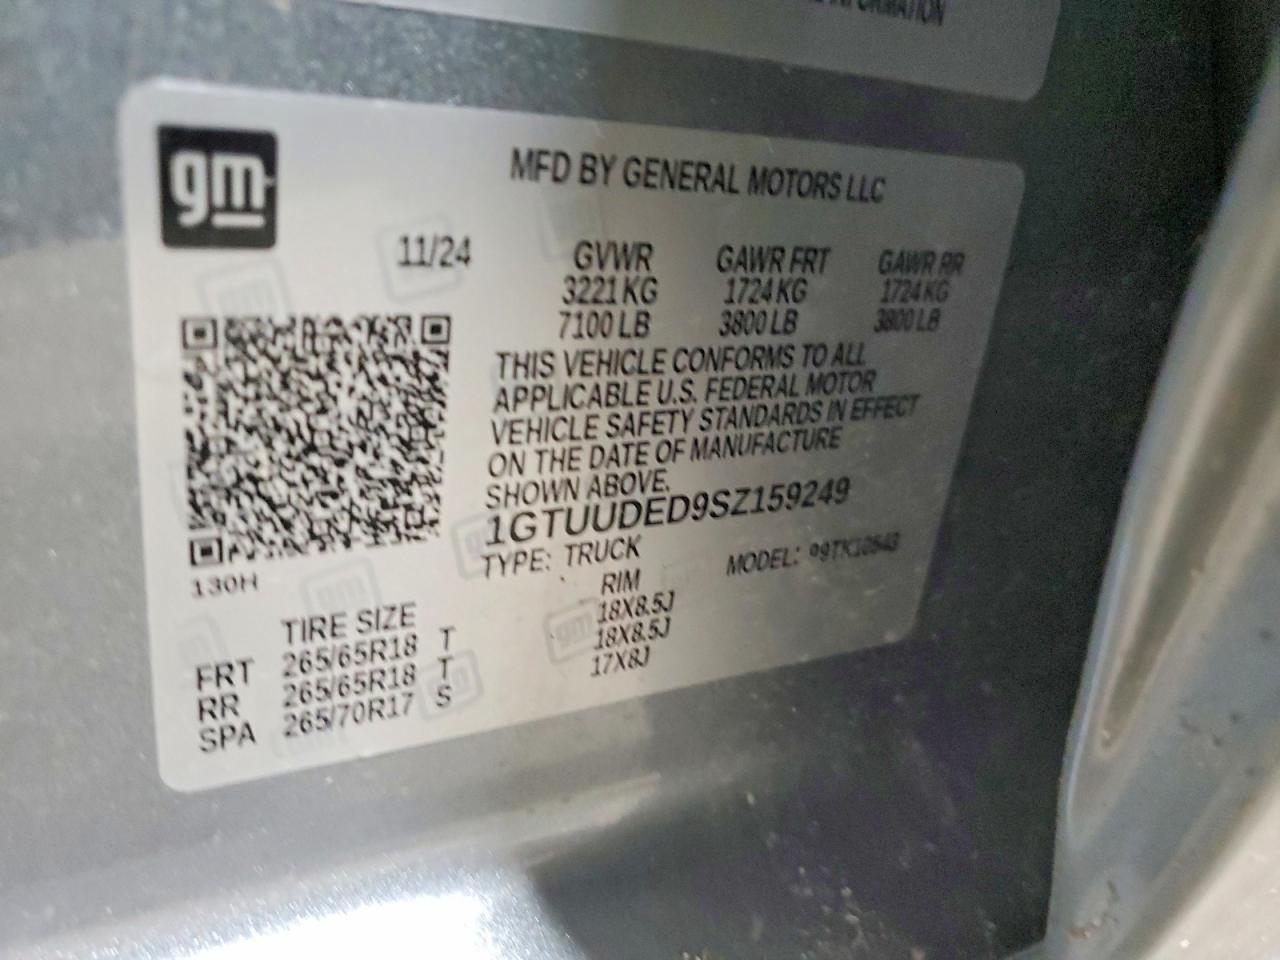 INFORMATION
gm
MFD BY GENERAL MOTORS LLC
11/24 GVWR GAWR FRT GAWR RR
3221 KG 1724 KG 1724 KG
7100 LB 3800 LB 3800 LB
THIS VEHICLE CONFORMS TO ALL
APPLICABLE U.S. FEDERAL MOTOR
VEHICLE SAFETY STANDARDS IN EFFECT
ON THE DATE OF MANUFACTURE
SHOWN ABOVE.
1GTUUDED9SZ159249
TYPE: TRUCK MODEL:
130H
TIRE SIZE RIM
FRT 265/65R18 T 18X8.5J
RR 265/65R18 T 18X8.5J
SPA 265/70R17 S 17X8J